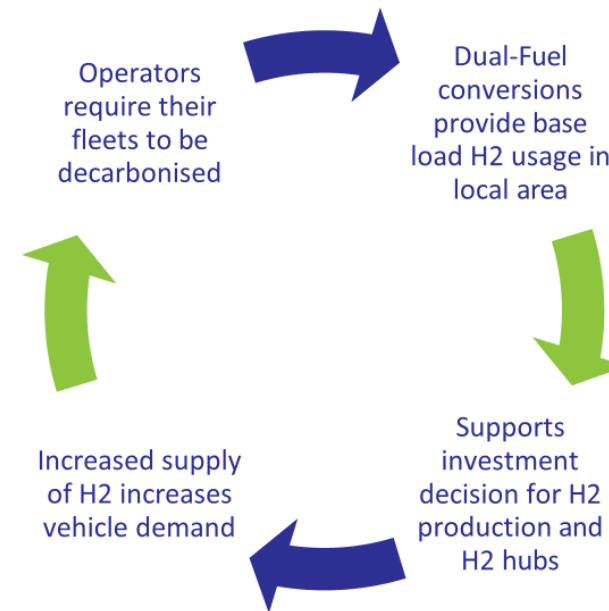 Operators
require their
fleets to be
decarbonised
Dual-Fuel
conversions
provide base
load H2 usage in
local area
Supports
investment
decision for H2
production and
H2 hubs
Increased supply
of H2 increases
vehicle demand